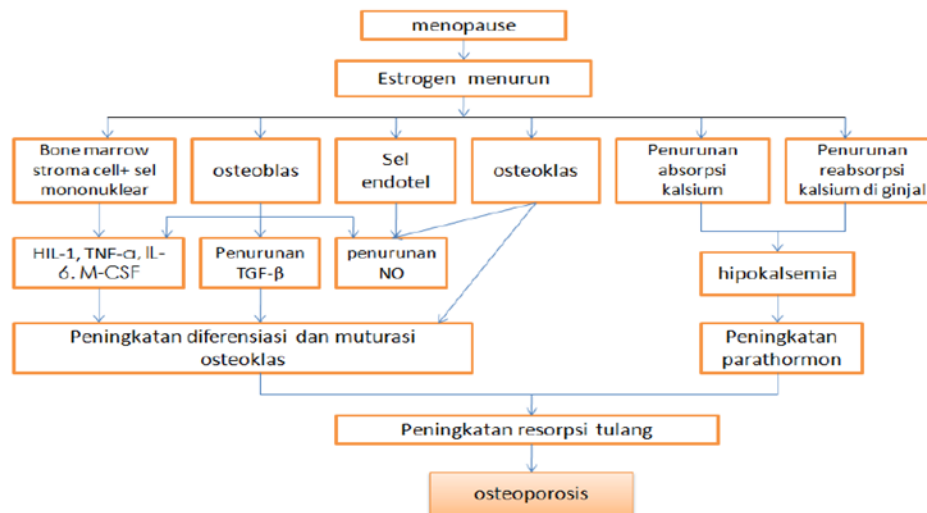 menopause
Estrogen menurun
Bone marrow
stroma cell+ sel
mononuklear
osteoblas
Sel
endotel
osteoklas
Penurunan
absorpsi
kalsium
Penurunan
reabsorpsi
kalsium di ginjal
HIL-1, TNF-α, IL-
6. M-CSF
Penurunan
TGF-β
penurunan
NO
hipokalsemia
Peningkatan diferensiasi dan muturasi
osteoklas
Peningkatan
parathormon
Peningkatan resorpsi tulang
osteoporosis